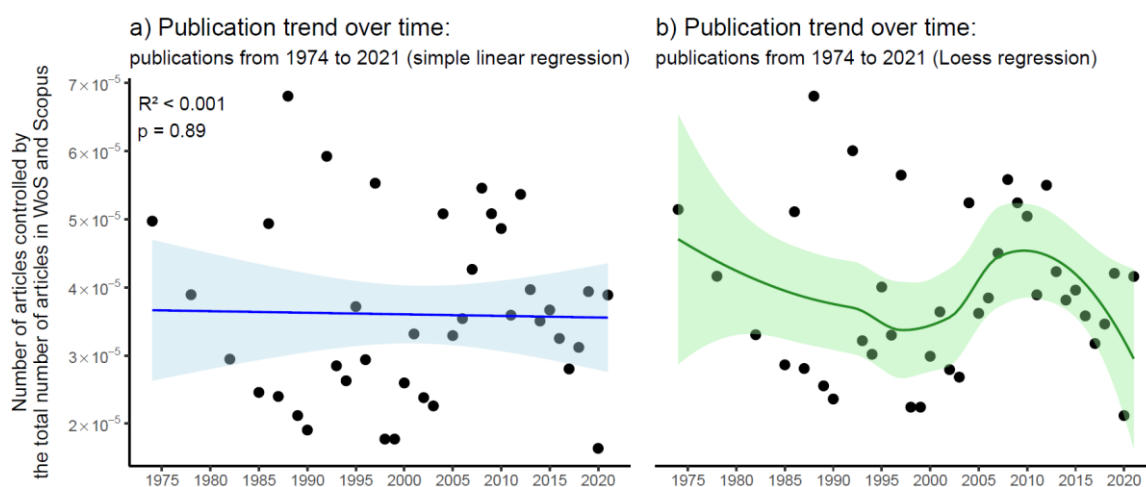 a) Publication trend over time:
publications from 1974 to 2021 (simple linear regression)
b) Publication trend over time:
publications from 1974 to 2021 (Loess regression)
Number of articles controlled by
the total number of articles in WoS and Scopus
7×10⁻⁵
6×10⁻⁵
5×10⁻⁵
4×10⁻⁵
3×10⁻⁵
2×10⁻⁵
R² < 0.001
p = 0.89
1975 1980 1985 1990 1995 2000 2005 2010 2015 2020
1975 1980 1985 1990 1995 2000 2005 2010 2015 2020